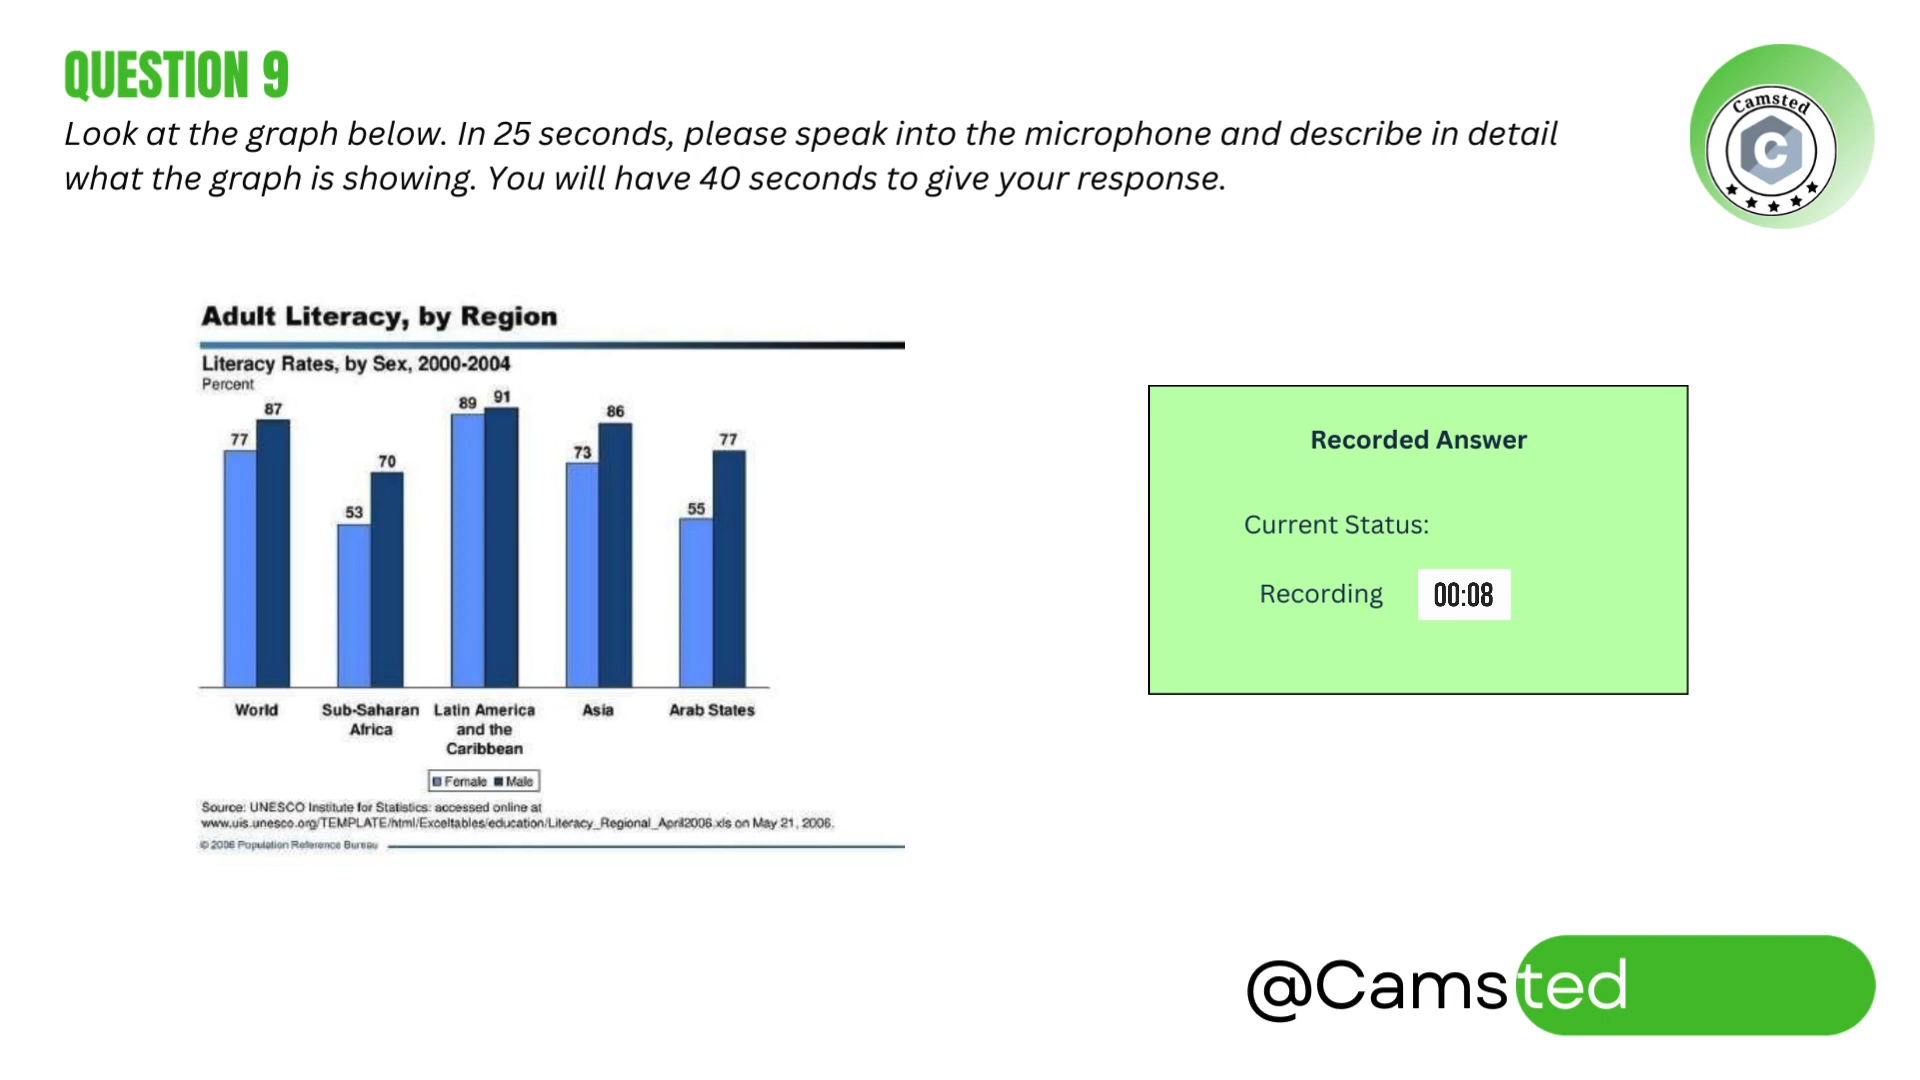 QUESTION 9
Look at the graph below. In 25 seconds, please speak into the microphone and describe in detail
what the graph is showing. You will have 40 seconds to give your response.
Camsted
C
Adult Literacy, by Region
Literacy Rates, by Sex, 2000-2004
Percent
77 87 53 70 89 91 73 86 55 77
World Sub-Saharan Latin America Asia Arab States
Africa and the
Caribbean
Female Male
Source: UNESCO Institute for Statistics: accessed online at
www.uis.unesco.org/TEMPLATE/html/Exceltables/education/Literacy_Regional_April2006.xls on May 21, 2006.
© 2006 Population Reference Bureau
Recorded Answer
Current Status:
Recording 00:08
@Camsted